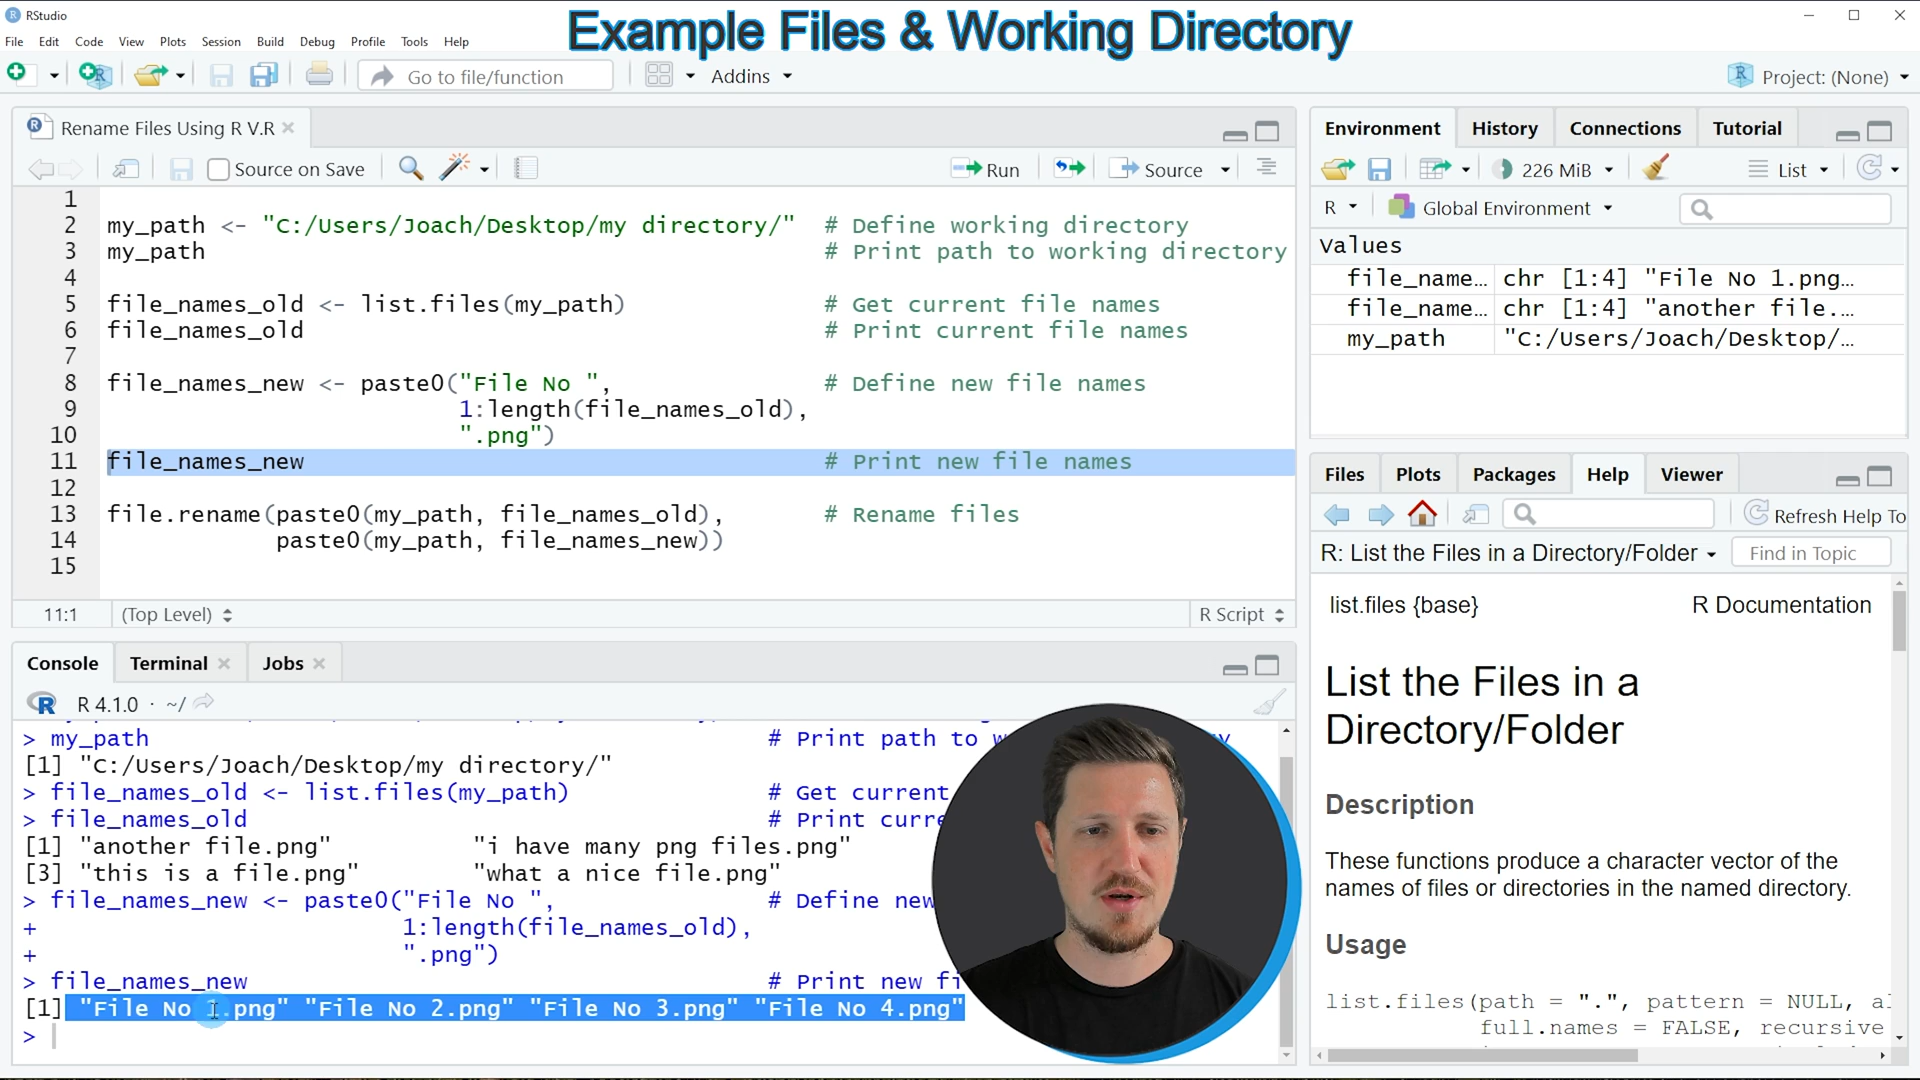 RStudio
Example Files & Working Directory
File Edit Code View Plots Session Build Debug Profile Tools Help
Go to file/function
Addins
Project: (None)
Rename Files Using R V.R
Source on Save
Run
Source
1
2 my_path <- "C:/Users/Joach/Desktop/my directory/" # Define working directory
3 my_path # Print path to working directory
4
5 file_names_old <- list.files(my_path) # Get current file names
6 file_names_old # Print current file names
7
8 file_names_new <- paste0("File No ", # Define new file names
9 1:length(file_names_old),
10 ".png")
11 file_names_new # Print new file names
12
13 file.rename(paste0(my_path, file_names_old), # Rename files
14 paste0(my_path, file_names_new))
15
11:1 (Top Level) R Script
Console Terminal Jobs
R 4.1.0 · ~/
> my_path # Print path to w
[1] "C:/Users/Joach/Desktop/my directory/"
> file_names_old <- list.files(my_path) # Get current
> file_names_old # Print curre
[1] "another file.png" "i have many png files.png"
[3] "this is a file.png" "what a nice file.png"
> file_names_new <- paste0("File No ", # Define new
+ 1:length(file_names_old),
+ ".png")
> file_names_new # Print new fi
[1] "File No 1.png" "File No 2.png" "File No 3.png" "File No 4.png"
>
Environment History Connections Tutorial
226 MiB List
R Global Environment
Values
file_name… chr [1:4] "File No 1.png…
file_name… chr [1:4] "another file.…
my_path "C:/Users/Joach/Desktop/…
Files Plots Packages Help Viewer
Refresh Help To
R: List the Files in a Directory/Folder Find in Topic
list.files {base} R Documentation
List the Files in a
Directory/Folder
Description
These functions produce a character vector of the
names of files or directories in the named directory.
Usage
list.files(path = ".", pattern = NULL, al
full.names = FALSE, recursive